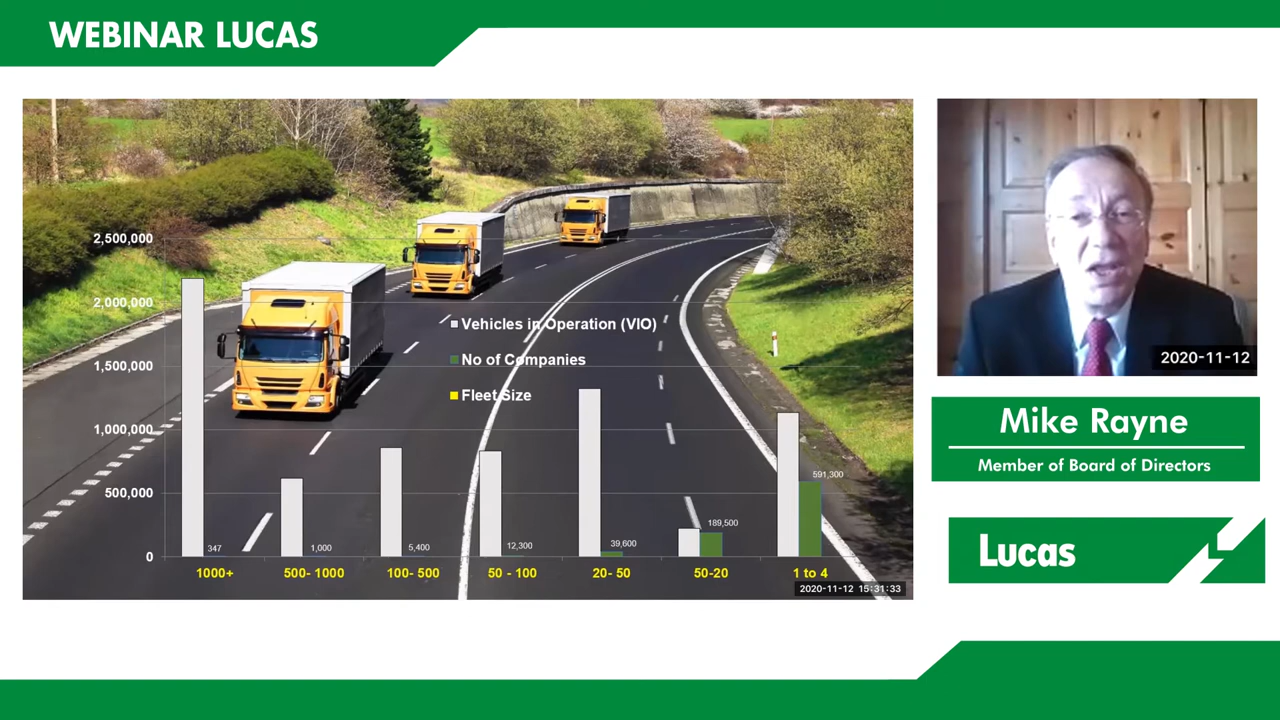 WEBINAR LUCAS
2,500,000
2,000,000
1,500,000
1,000,000
500,000
0
Vehicles in Operation (VIO)
No of Companies
Fleet Size
347
1,000
5,400
12,300
39,600
189,500
591,300
1000+
500- 1000
100- 500
50 - 100
20- 50
50-20
1 to 4
2020-11-12 15:31:33
2020-11-12
Mike Rayne
Member of Board of Directors
Lucas